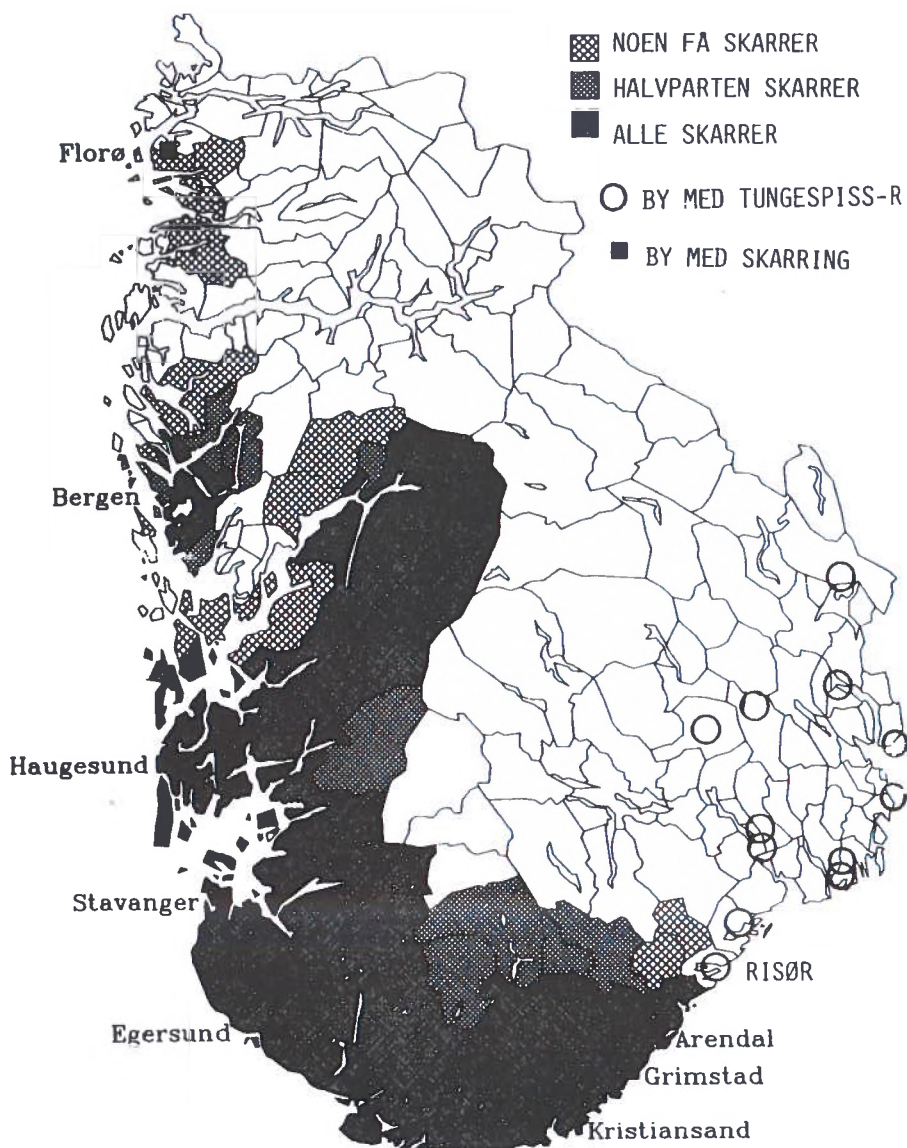 NOEN FÅ SKARRER
HALVPARTEN SKARRER
ALLE SKARRER
Florø
BY MED TUNGESPISS-R
BY MED SKARRING
Bergen
Haugesund
Stavanger
RISØR
Egersund
Arendal
Grimstad
Kristiansand